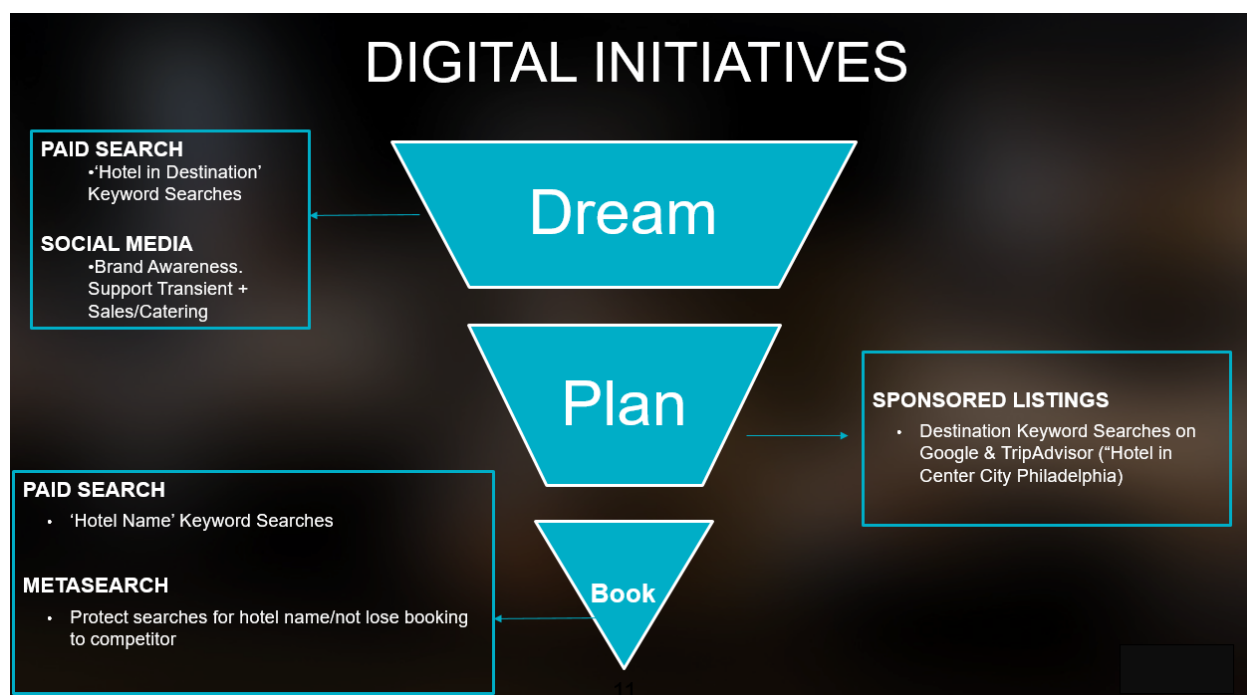 DIGITAL INITIATIVES
PAID SEARCH
•‘Hotel in Destination’
Keyword Searches
SOCIAL MEDIA
•Brand Awareness.
Support Transient +
Sales/Catering
Dream
Plan
SPONSORED LISTINGS
• Destination Keyword Searches on
Google & TripAdvisor (“Hotel in
Center City Philadelphia)
PAID SEARCH
• ‘Hotel Name’ Keyword Searches
METASEARCH
• Protect searches for hotel name/not lose booking
to competitor
Book
11